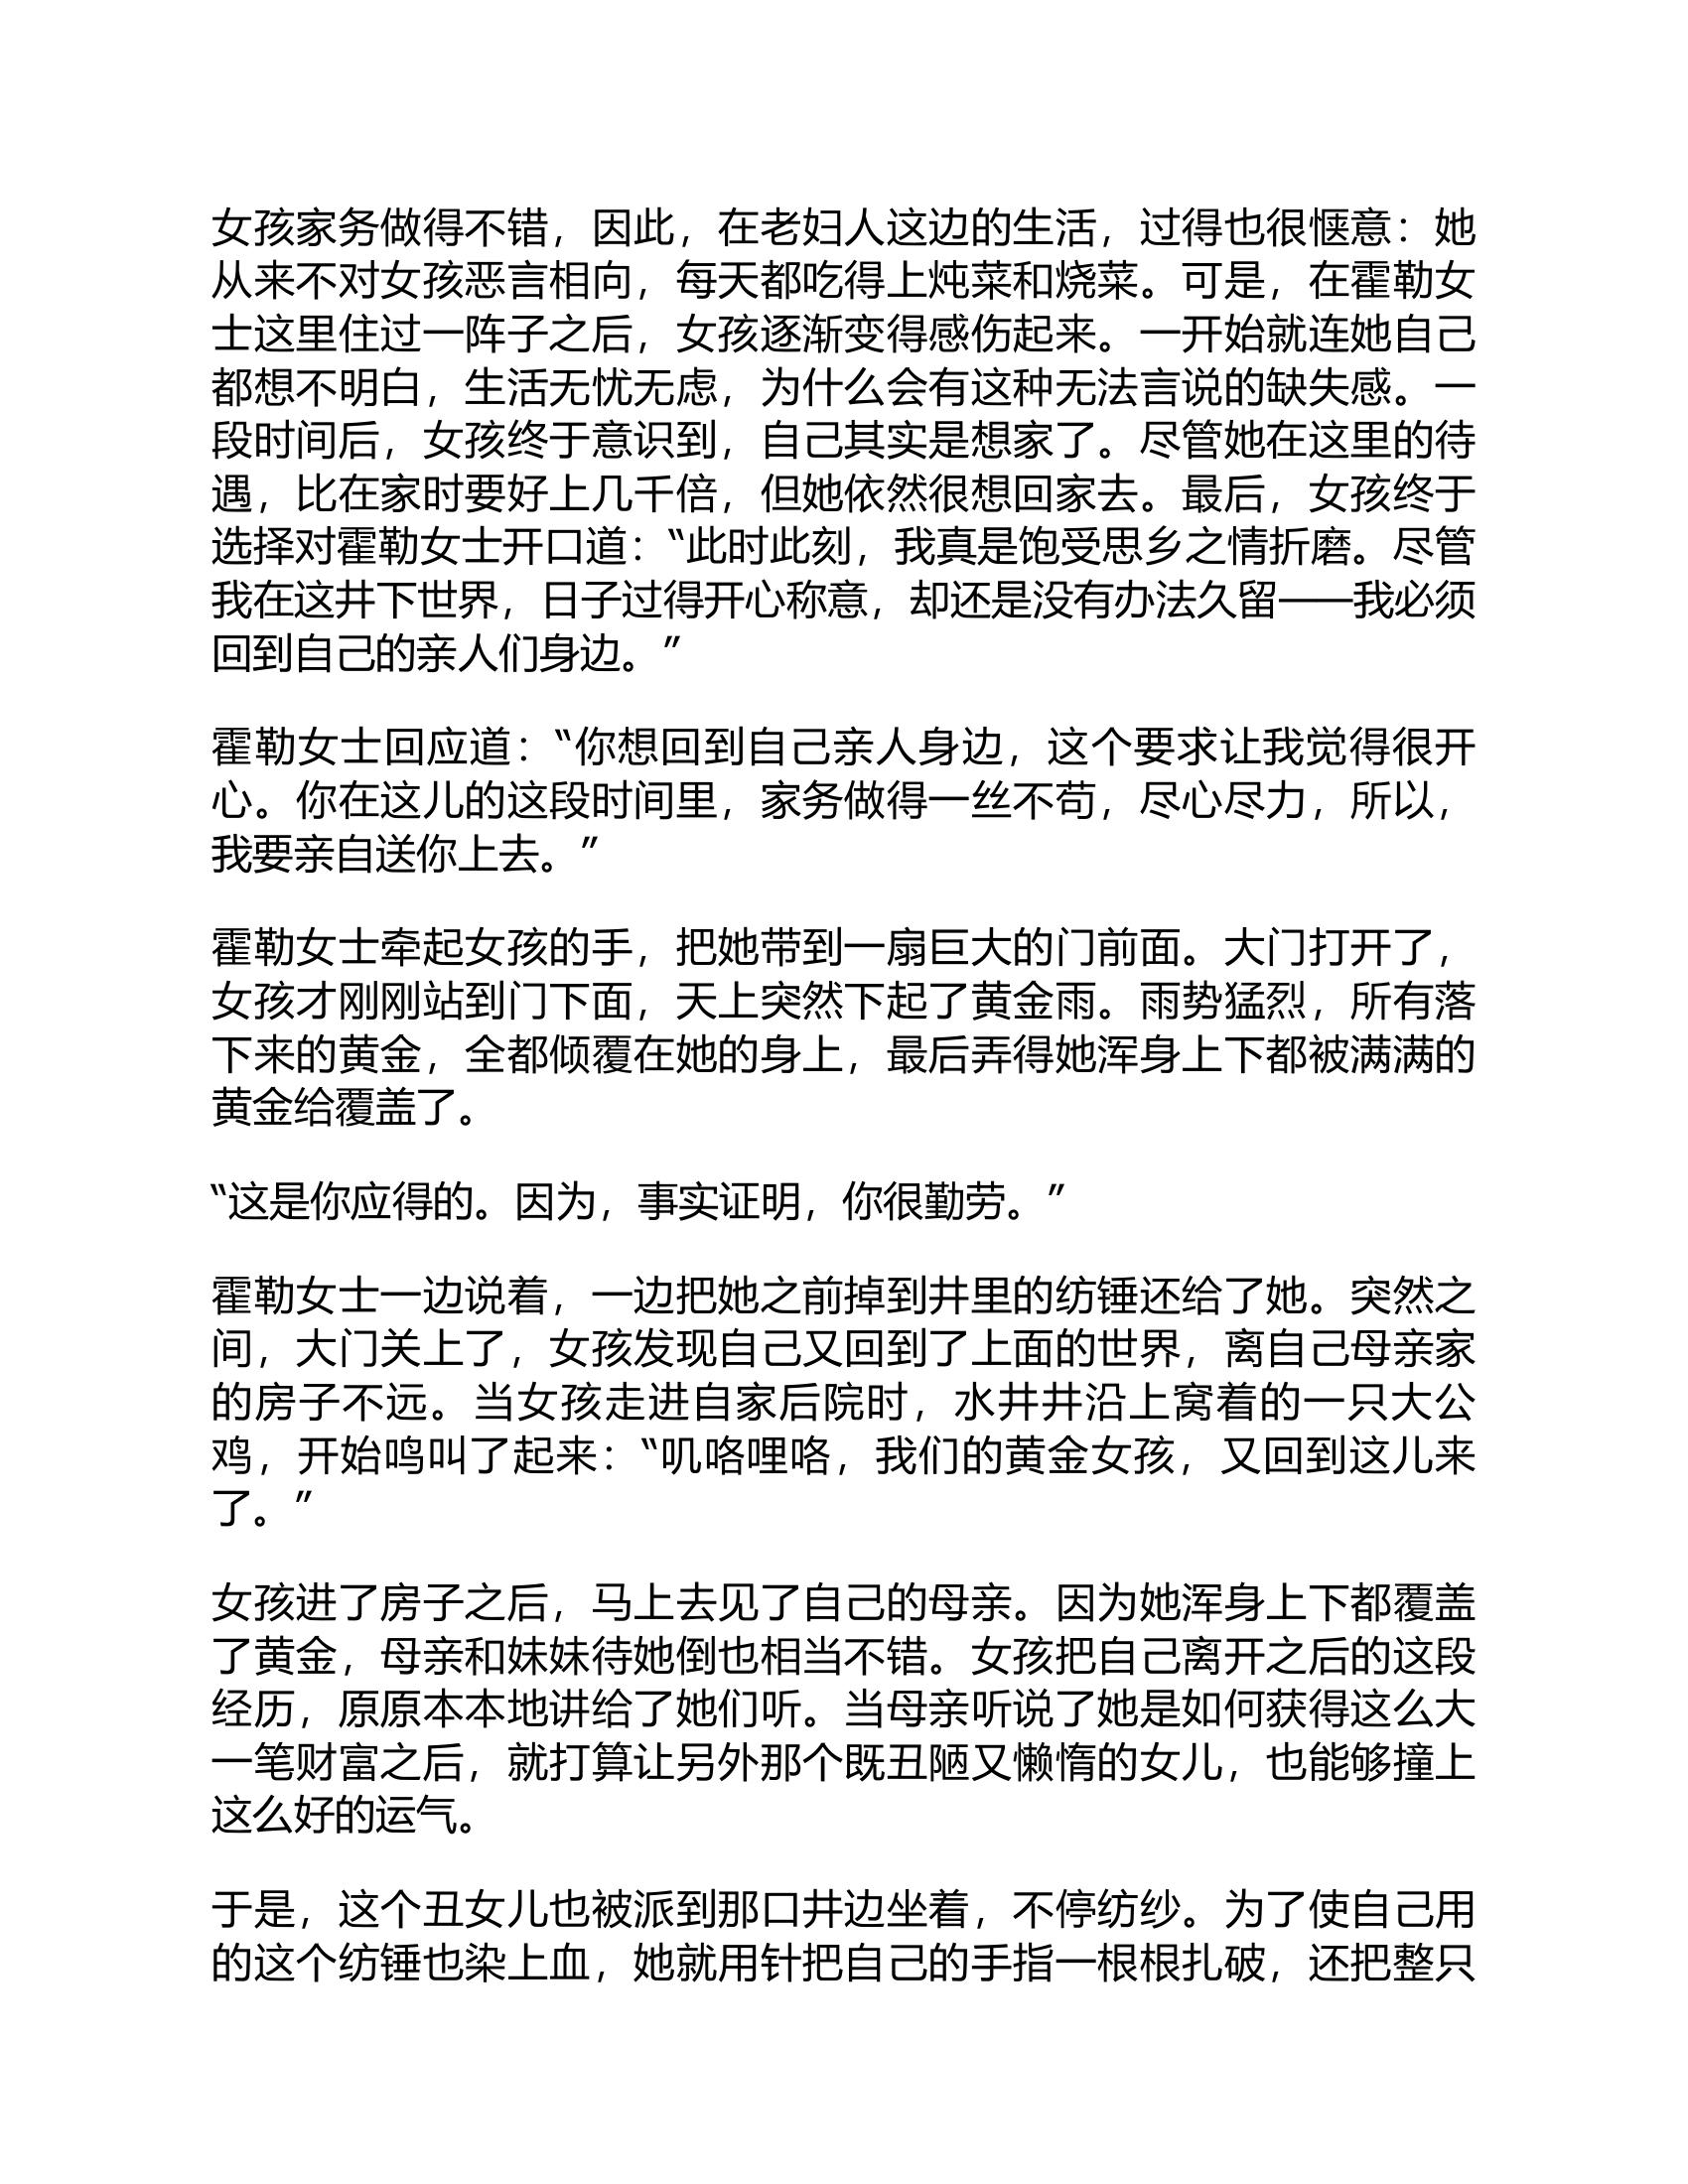 女孩家务做得不错，因此，在老妇人这边的生活，过得也很惬意：她
从来不对女孩恶言相向，每天都吃得上炖菜和烧菜。可是，在霍勒女
士这里住过一阵子之后，女孩逐渐变得感伤起来。一开始就连她自己
都想不明白，生活无忧无虑，为什么会有这种无法言说的缺失感。一
段时间后，女孩终于意识到，自己其实是想家了。尽管她在这里的待
遇，比在家时要好上几千倍，但她依然很想回家去。最后，女孩终于
选择对霍勒女士开口道：“此时此刻，我真是饱受思乡之情折磨。尽管
我在这井下世界，日子过得开心称意，却还是没有办法久留——我必须
回到自己的亲人们身边。”
霍勒女士回应道：“你想回到自己亲人身边，这个要求让我觉得很开
心。你在这儿的这段时间里，家务做得一丝不苟，尽心尽力，所以，
我要亲自送你上去。”
霍勒女士牵起女孩的手，把她带到一扇巨大的门前面。大门打开了，
女孩才刚刚站到门下面，天上突然下起了黄金雨。雨势猛烈，所有落
下来的黄金，全都倾覆在她的身上，最后弄得她浑身上下都被满满的
黄金给覆盖了。
“这是你应得的。因为，事实证明，你很勤劳。”
霍勒女士一边说着，一边把她之前掉到井里的纺锤还给了她。突然之
间，大门关上了，女孩发现自己又回到了上面的世界，离自己母亲家
的房子不远。当女孩走进自家后院时，水井井沿上窝着的一只大公
鸡，开始鸣叫了起来：“叽咯哩咯，我们的黄金女孩，又回到这儿来
了。”
女孩进了房子之后，马上去见了自己的母亲。因为她浑身上下都覆盖
了黄金，母亲和妹妹待她倒也相当不错。女孩把自己离开之后的这段
经历，原原本本地讲给了她们听。当母亲听说了她是如何获得这么大
一笔财富之后，就打算让另外那个既丑陋又懒惰的女儿，也能够撞上
这么好的运气。
于是，这个丑女儿也被派到那口井边坐着，不停纺纱。为了使自己用
的这个纺锤也染上血，她就用针把自己的手指一根根扎破，还把整只